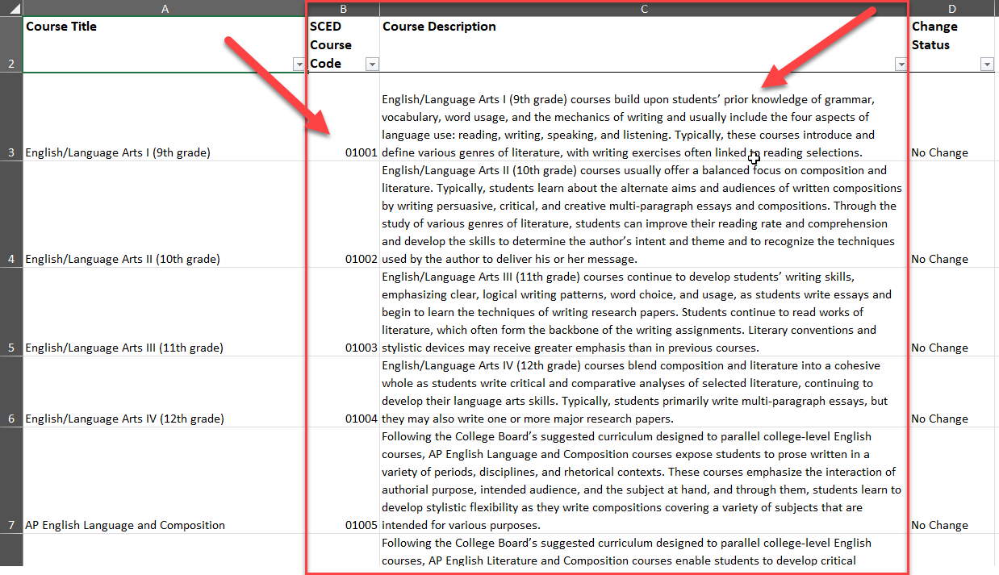 A B C D
Course Title SCED Course Description Change
Course Status
2 Code
English/Language Arts I (9th grade) courses build upon students’ prior knowledge of grammar,
vocabulary, word usage, and the mechanics of writing and usually include the four aspects of
language use: reading, writing, speaking, and listening. Typically, these courses introduce and
3 English/Language Arts I (9th grade) 01001 define various genres of literature, with writing exercises often linked to reading selections. No Change
English/Language Arts II (10th grade) courses usually offer a balanced focus on composition and
literature. Typically, students learn about the alternate aims and audiences of written compositions
by writing persuasive, critical, and creative multi-paragraph essays and compositions. Through the
study of various genres of literature, students can improve their reading rate and comprehension
and develop the skills to determine the author’s intent and theme and to recognize the techniques
4 English/Language Arts II (10th grade) 01002 used by the author to deliver his or her message. No Change
English/Language Arts III (11th grade) courses continue to develop students’ writing skills,
emphasizing clear, logical writing patterns, word choice, and usage, as students write essays and
begin to learn the techniques of writing research papers. Students continue to read works of
literature, which often form the backbone of the writing assignments. Literary conventions and
5 English/Language Arts III (11th grade) 01003 stylistic devices may receive greater emphasis than in previous courses. No Change
English/Language Arts IV (12th grade) courses blend composition and literature into a cohesive
whole as students write critical and comparative analyses of selected literature, continuing to
develop their language arts skills. Typically, students primarily write multi-paragraph essays, but
6 English/Language Arts IV (12th grade) 01004 they may also write one or more major research papers. No Change
Following the College Board’s suggested curriculum designed to parallel college-level English
courses, AP English Language and Composition courses expose students to prose written in a
variety of periods, disciplines, and rhetorical contexts. These courses emphasize the interaction of
authorial purpose, intended audience, and the subject at hand, and through them, students learn to
develop stylistic flexibility as they write compositions covering a variety of subjects that are
7 AP English Language and Composition 01005 intended for various purposes. No Change
Following the College Board’s suggested curriculum designed to parallel college-level English
courses, AP English Literature and Composition courses enable students to develop critical